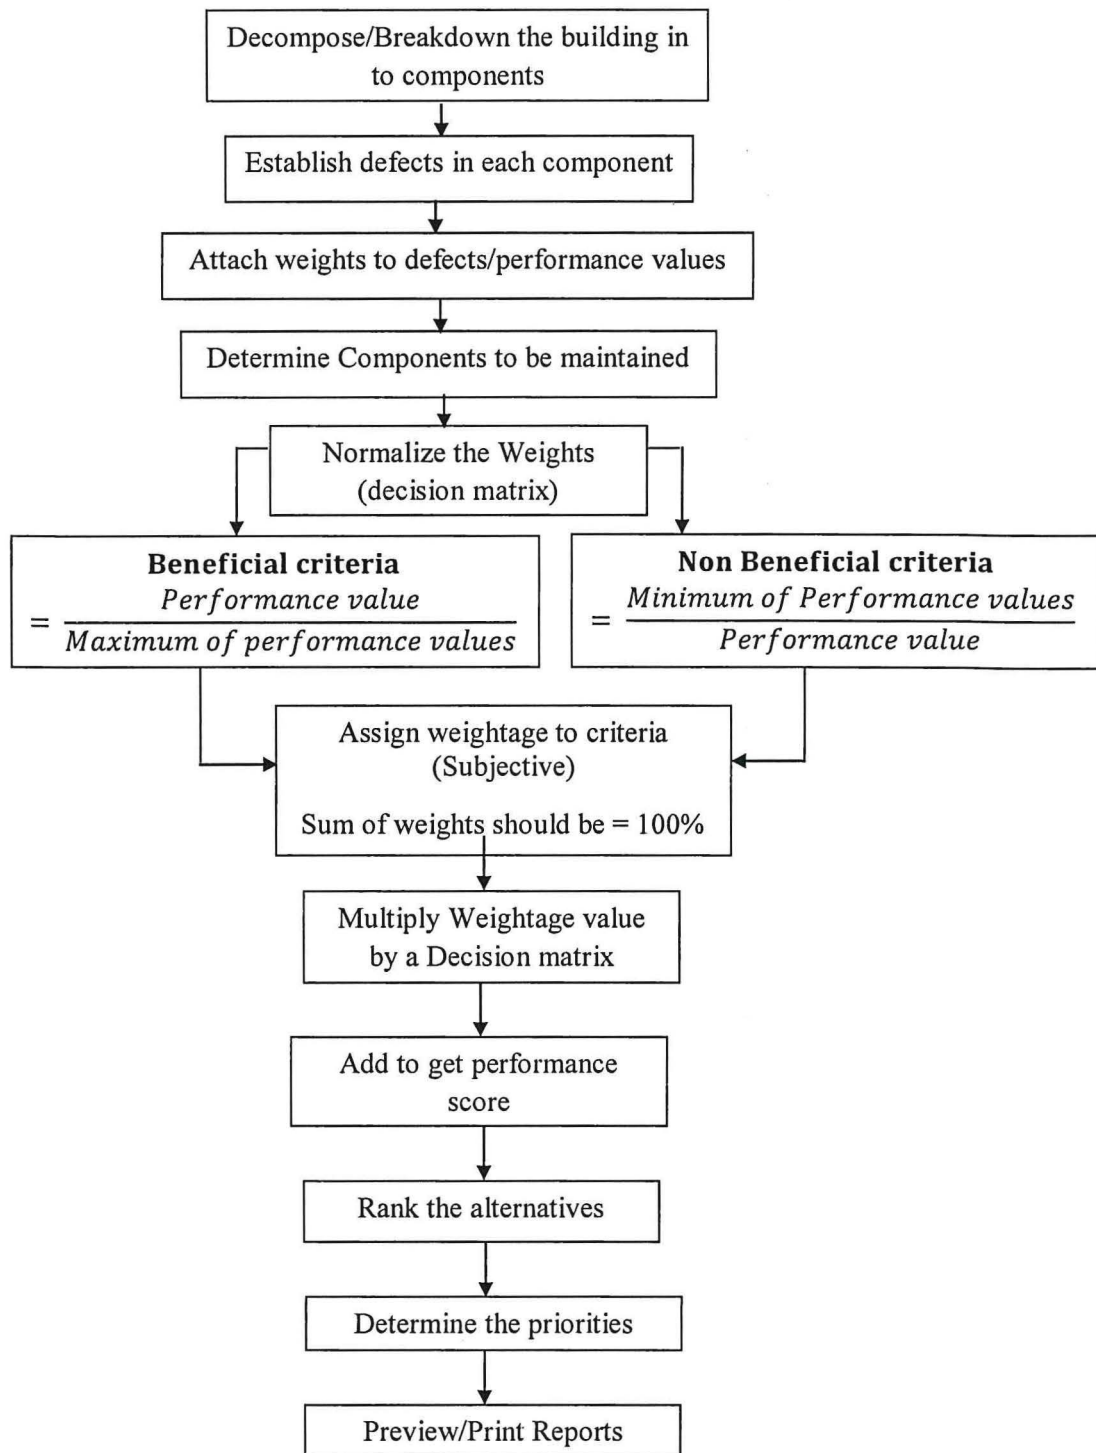 Decompose/Breakdown the building in
to components
Establish defects in each component
Attach weights to defects/performance values
Determine Components to be maintained
Normalize the Weights
(decision matrix)
Beneficial criteria
= Performance value / Maximum of performance values
Non Beneficial criteria
= Minimum of Performance values / Performance value
Assign weightage to criteria
(Subjective)
Sum of weights should be = 100%
Multiply Weightage value
by a Decision matrix
Add to get performance
score
Rank the alternatives
Determine the priorities
Preview/Print Reports